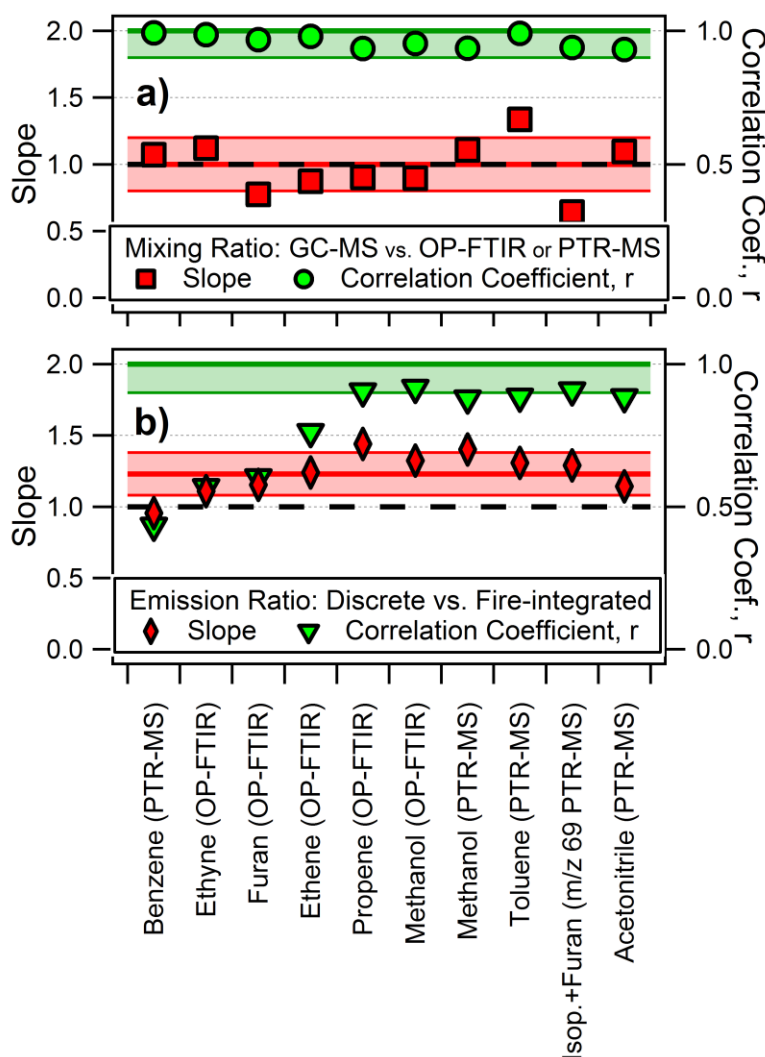 2.0
1.5
1.0
0.5
0.0
Slope
a)
1.0
0.5
0.0
Correlation Coef., r
Mixing Ratio: GC-MS vs. OP-FTIR or PTR-MS
Slope Correlation Coefficient, r
2.0
1.5
1.0
0.5
0.0
Slope
b)
1.0
0.5
0.0
Correlation Coef., r
Emission Ratio: Discrete vs. Fire-integrated
Slope Correlation Coefficient, r
Benzene (PTR-MS)
Ethyne (OP-FTIR)
Furan (OP-FTIR)
Ethene (OP-FTIR)
Propene (OP-FTIR)
Methanol (OP-FTIR)
Methanol (PTR-MS)
Toluene (PTR-MS)
Isop.+Furan (m/z 69 PTR-MS)
Acetonitrile (PTR-MS)